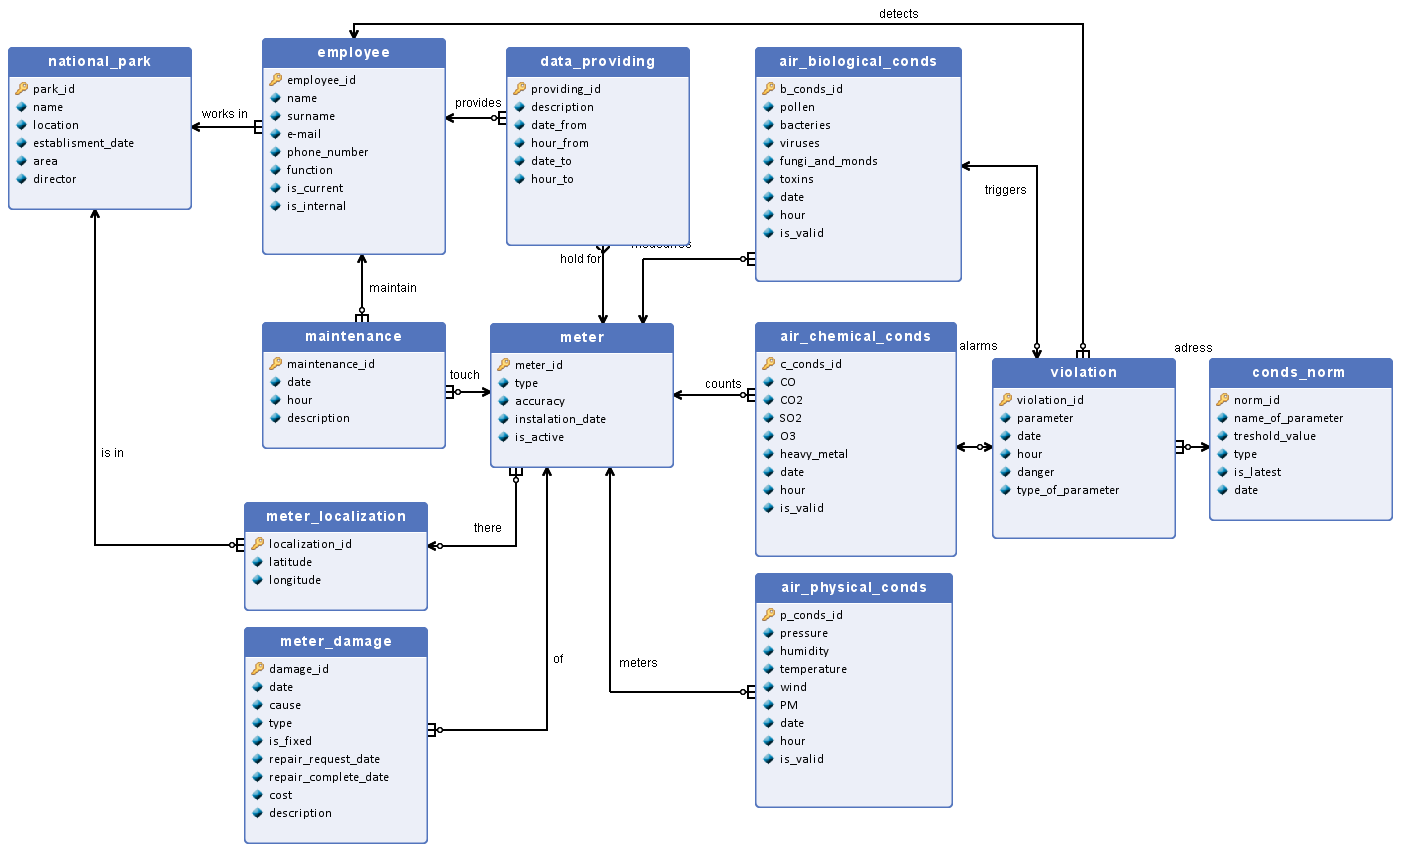 detects
national_park
park_id
name
location
establisment_date
area
director
works in
employee
employee_id
name
surname
e-mail
phone_number
function
is_current
is_internal
provides
data_providing
providing_id
description
date_from
hour_from
date_to
hour_to
hold for
air_biological_conds
b_conds_id
pollen
bacteries
viruses
fungi_and_monds
toxins
date
hour
is_valid
triggers
maintain
maintenance
maintenance_id
date
hour
description
touch
meter
meter_id
type
accuracy
instalation_date
is_active
counts
air_chemical_conds
c_conds_id
CO
CO2
SO2
O3
heavy_metal
date
hour
is_valid
alarms
violation
violation_id
parameter
date
hour
danger
type_of_parameter
adress
conds_norm
norm_id
name_of_parameter
treshold_value
type
is_latest
date
is in
meter_localization
localization_id
latitude
longitude
there
meter_damage
damage_id
date
cause
type
is_fixed
repair_request_date
repair_complete_date
cost
description
of
meters
air_physical_conds
p_conds_id
pressure
humidity
temperature
wind
PM
date
hour
is_valid